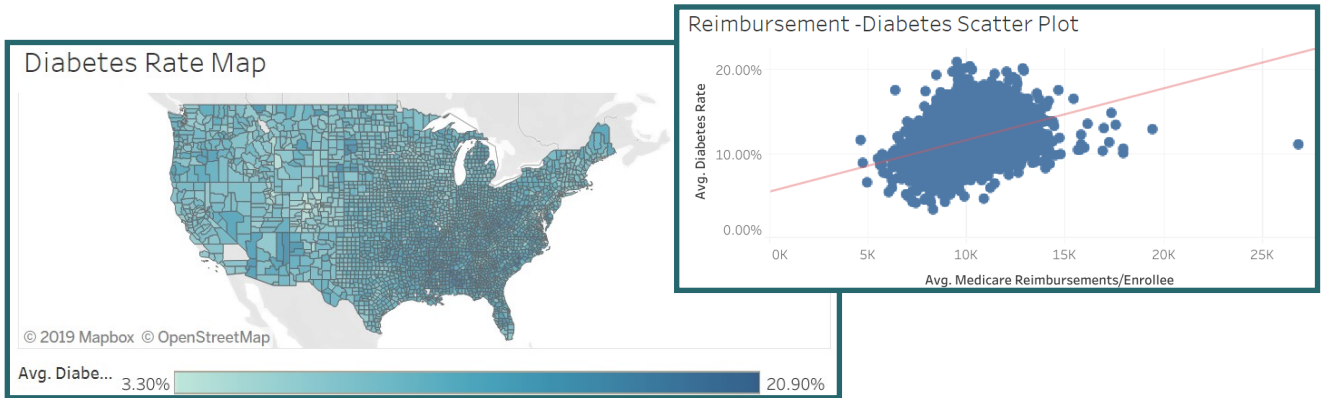 Diabetes Rate Map
© 2019 Mapbox © OpenStreetMap
Avg. Diabe... 3.30% 20.90%
Reimbursement -Diabetes Scatter Plot
Avg. Diabetes Rate
20.00%
10.00%
0.00%
0K 5K 10K 15K 20K 25K
Avg. Medicare Reimbursements/Enrollee